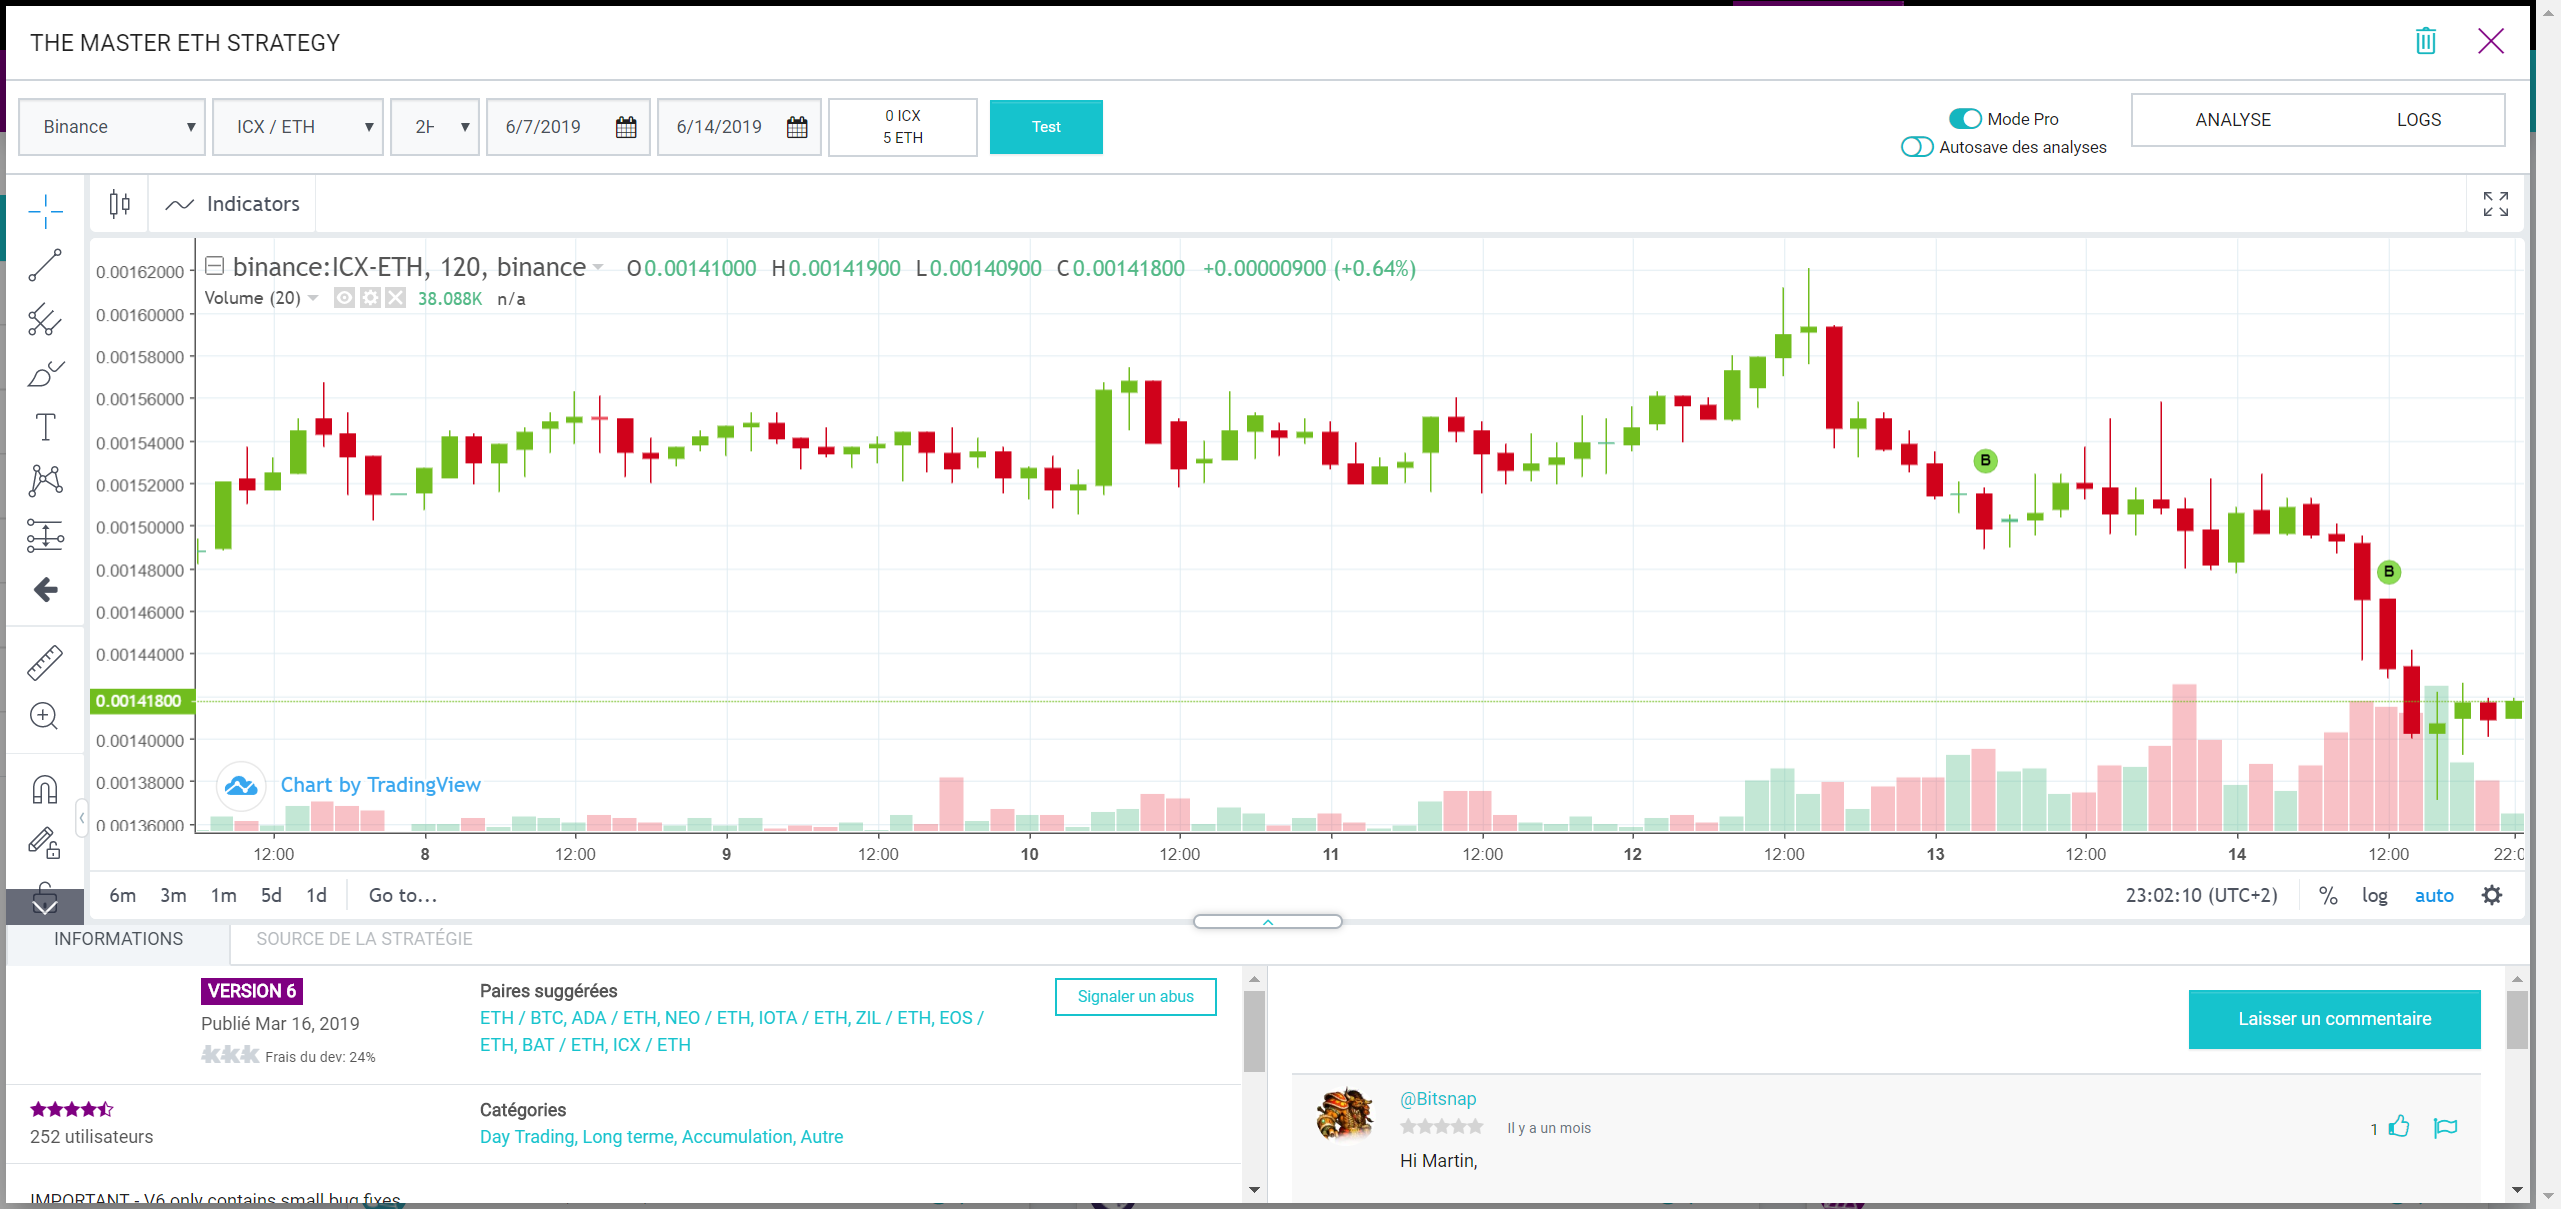 THE MASTER ETH STRATEGY
Binance ICX / ETH 2H 6/7/2019 6/14/2019 0 ICX Test
5 ETH
Mode Pro ANALYSE LOGS
Autosave des analyses
Indicators
binance:ICX-ETH, 120, binance O0.00141000 H0.00141900 L0.00140900 C0.00141800 +0.00000900 (+0.64%)
Volume (20) 38.088K n/a
0.00162000
0.00160000
0.00158000
0.00156000
0.00154000
0.00152000
0.00150000
0.00148000
0.00146000
0.00144000
0.00141800
0.00140000
0.00138000
0.00136000
B
B
Chart by TradingView
12:00 8 12:00 9 12:00 10 12:00 11 12:00 12 12:00 13 12:00 14 12:00 22:0
6m 3m 1m 5d 1d Go to... 23:02:10 (UTC+2) % log auto
INFORMATIONS SOURCE DE LA STRATÉGIE
VERSION 6
Publié Mar 16, 2019
Frais du dev: 24%
Paires suggérées
ETH / BTC, ADA / ETH, NEO / ETH, IOTA / ETH, ZIL / ETH, EOS /
ETH, BAT / ETH, ICX / ETH
Signaler un abus
252 utilisateurs
Catégories
Day Trading, Long terme, Accumulation, Autre
IMPORTANT - V6 only contains small bug fixes
Laisser un commentaire
@Bitsnap
Il y a un mois
1
Hi Martin,